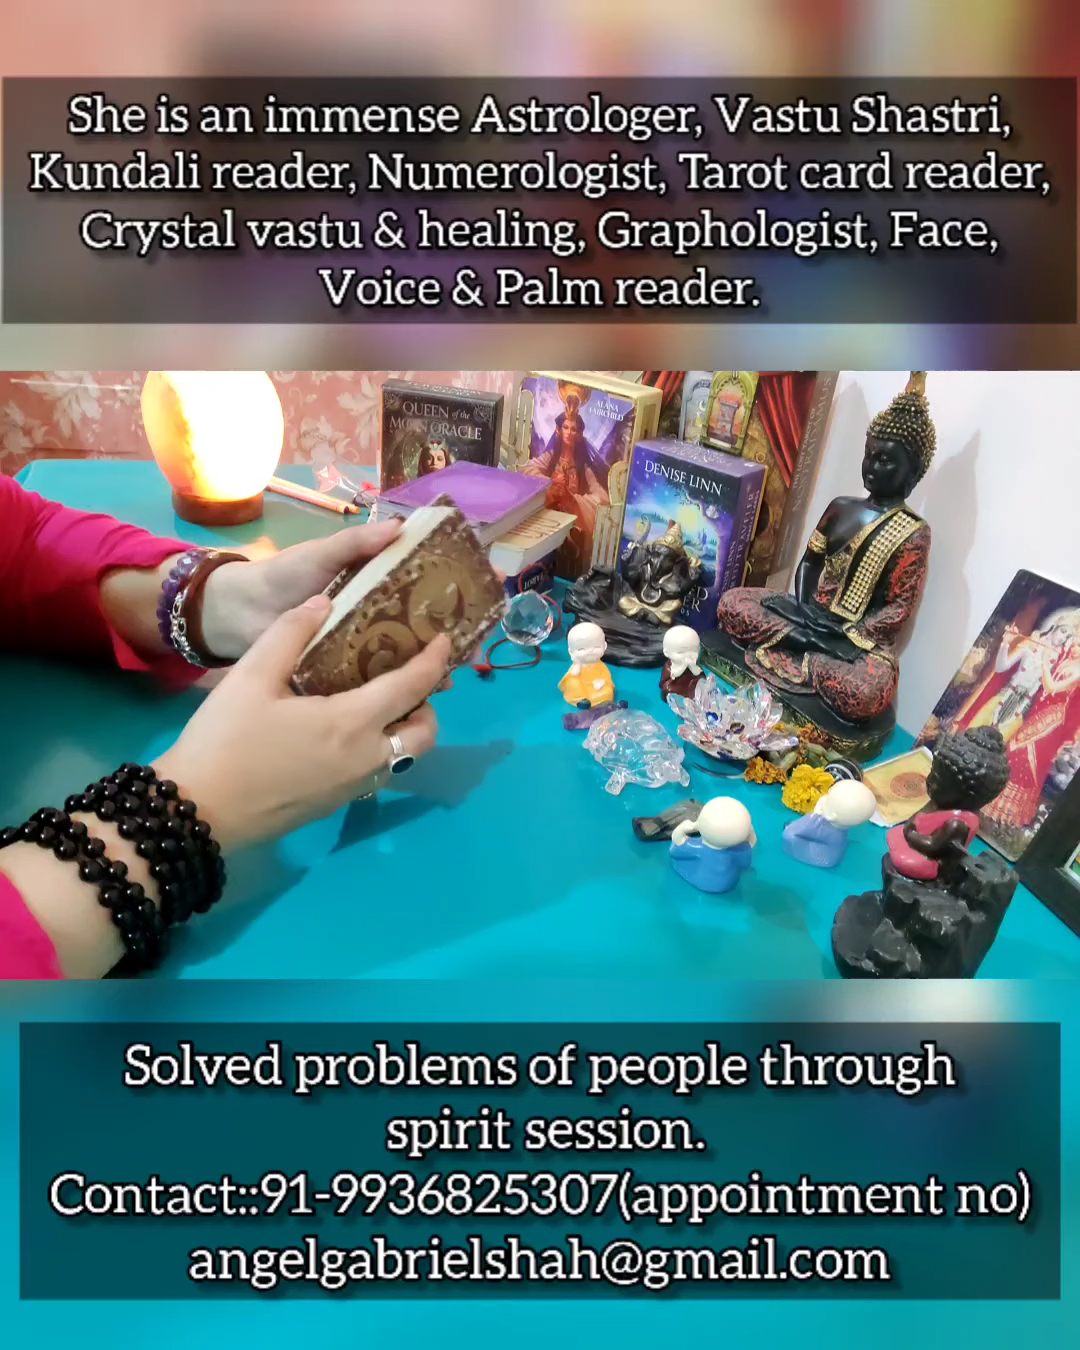 She is an immense Astrologer, Vastu Shastri,
Kundali reader, Numerologist, Tarot card reader,
Crystal vastu & healing, Graphologist, Face,
Voice & Palm reader.
QUEEN of the
MOON ORACLE
ALANA
FAIRCHILD
DENISE LINN
Solved problems of people through
spirit session.
Contact::91-9936825307(appointment no)
angelgabrielshah@gmail.com